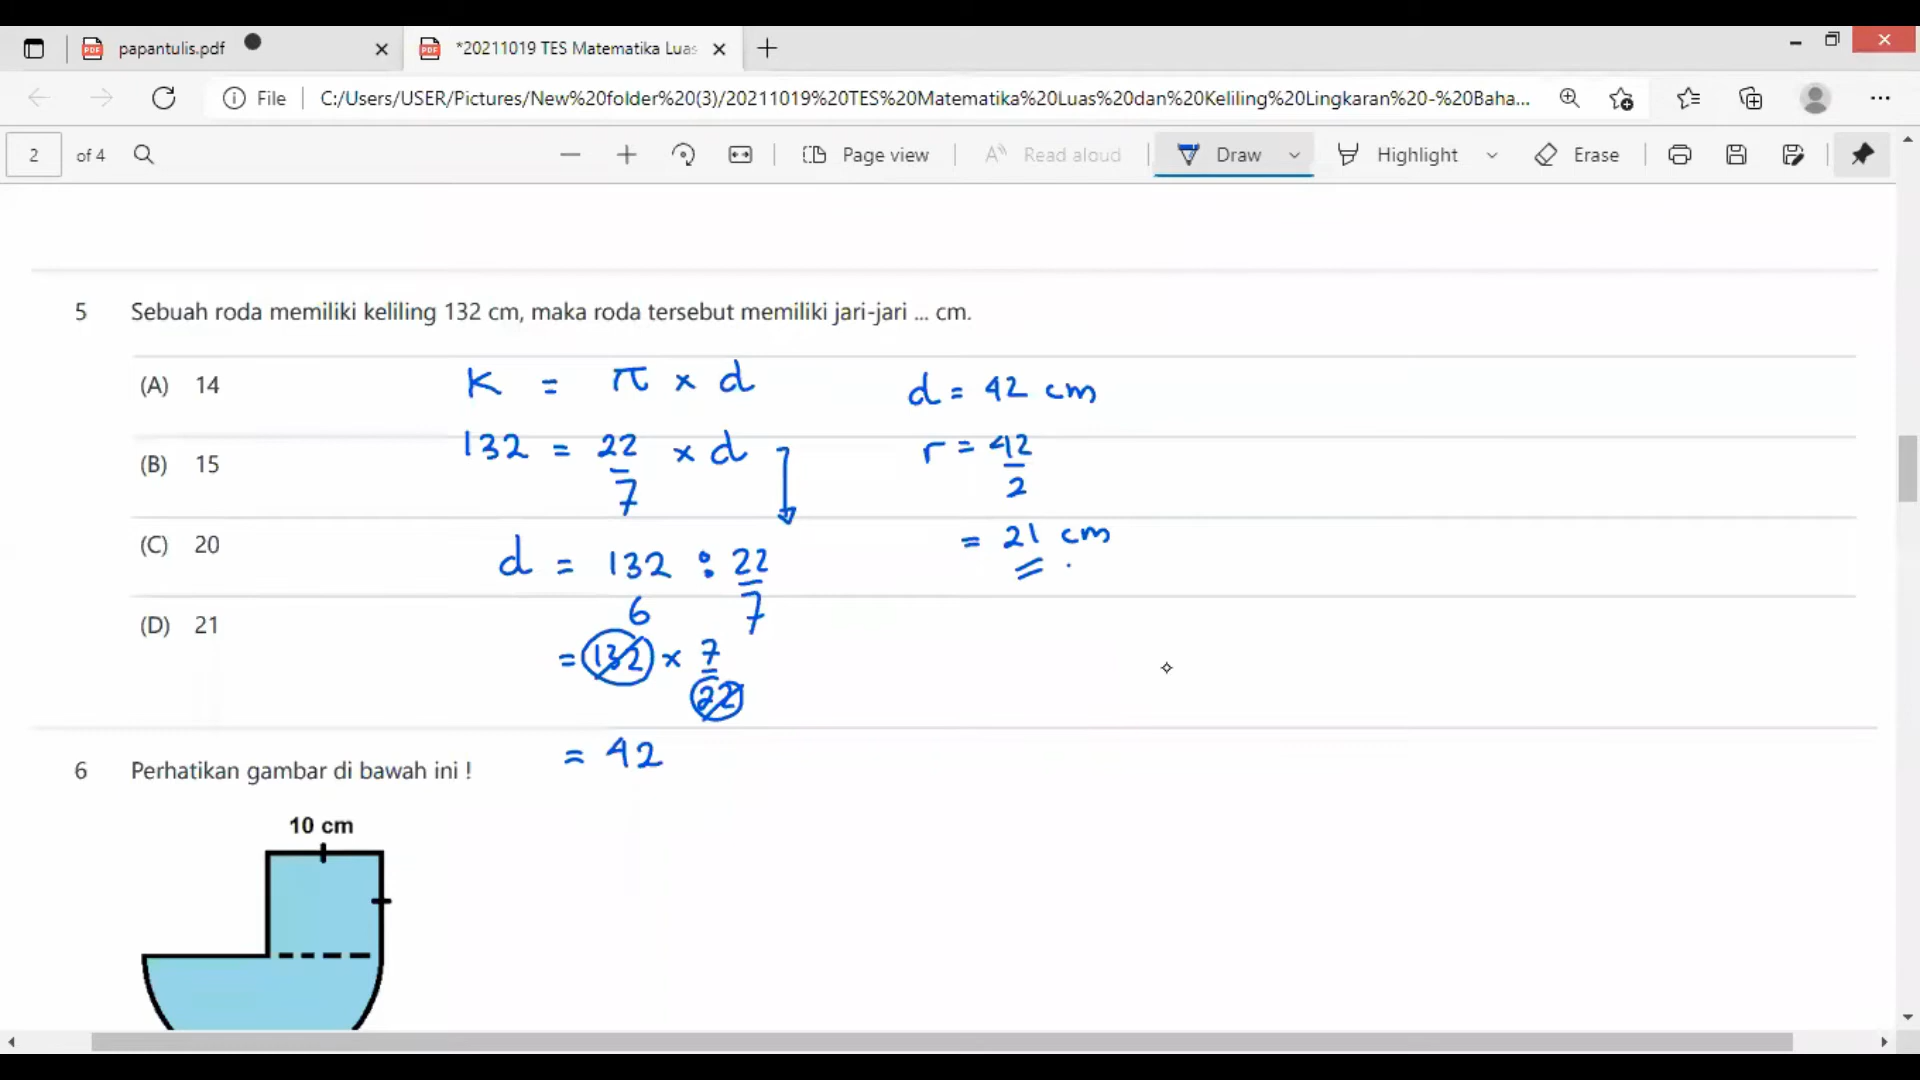 papantulis.pdf
*20211019 TES Matematika Luas
File
C:/Users/USER/Pictures/New%20folder%20(3)/20211019%20TES%20Matematika%20Luas%20dan%20Keliling%20Lingkaran%20-%20Baha...
2 of 4
Page view
Read aloud
Draw
Highlight
Erase
5 Sebuah roda memiliki keliling 132 cm, maka roda tersebut memiliki jari-jari ... cm.
(A) 14
(B) 15
(C) 20
(D) 21
K = π × d
132 = 22/7 × d
d = 132 : 22/7
6
= 132 × 7/22
= 42
d = 42 cm
r = 42/2
= 21 cm
6 Perhatikan gambar di bawah ini !
10 cm